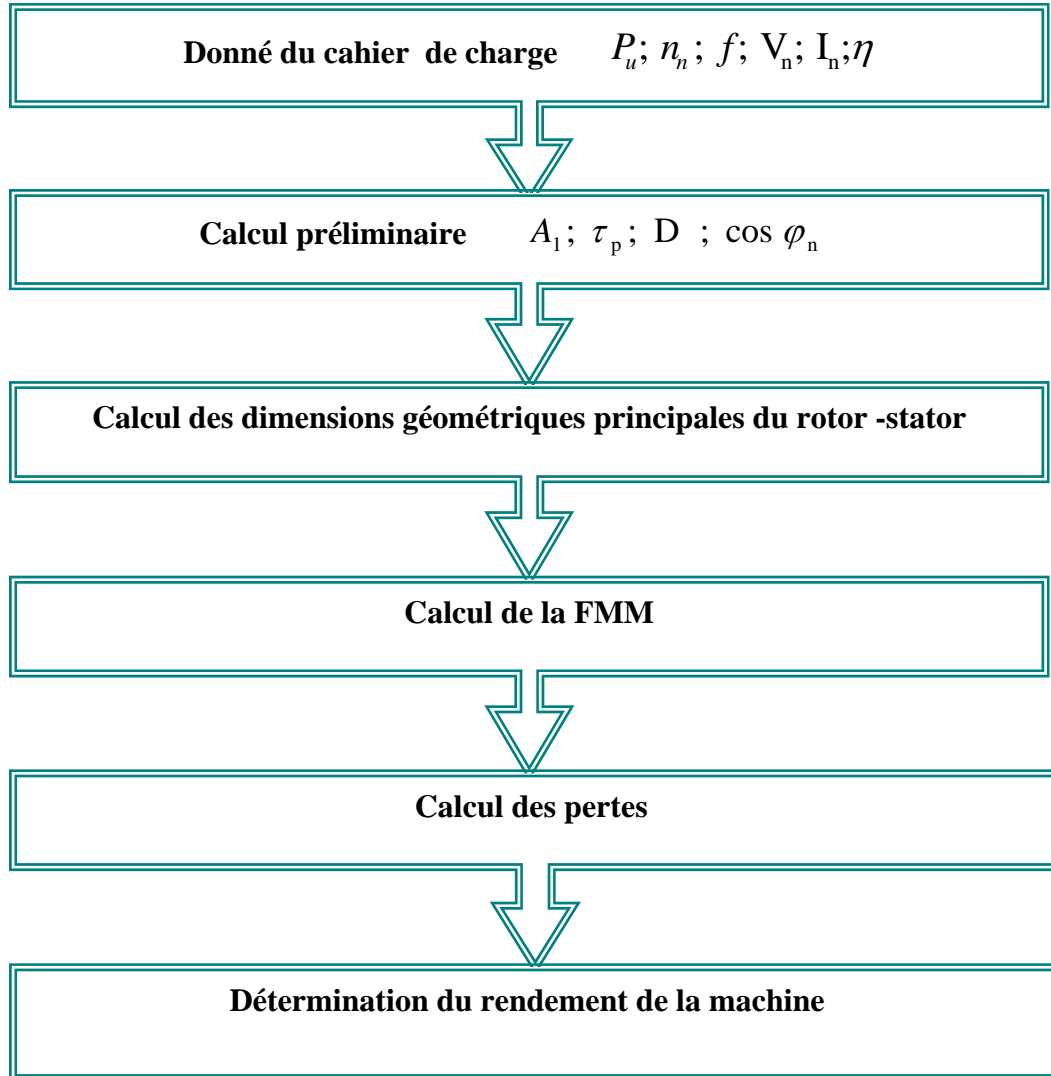 Donné du cahier de charge P_u; n_n; f; V_n; I_n;η
Calcul préliminaire A_1; τ_p; D ; cos φ_n
Calcul des dimensions géométriques principales du rotor -stator
Calcul de la FMM
Calcul des pertes
Détermination du rendement de la machine